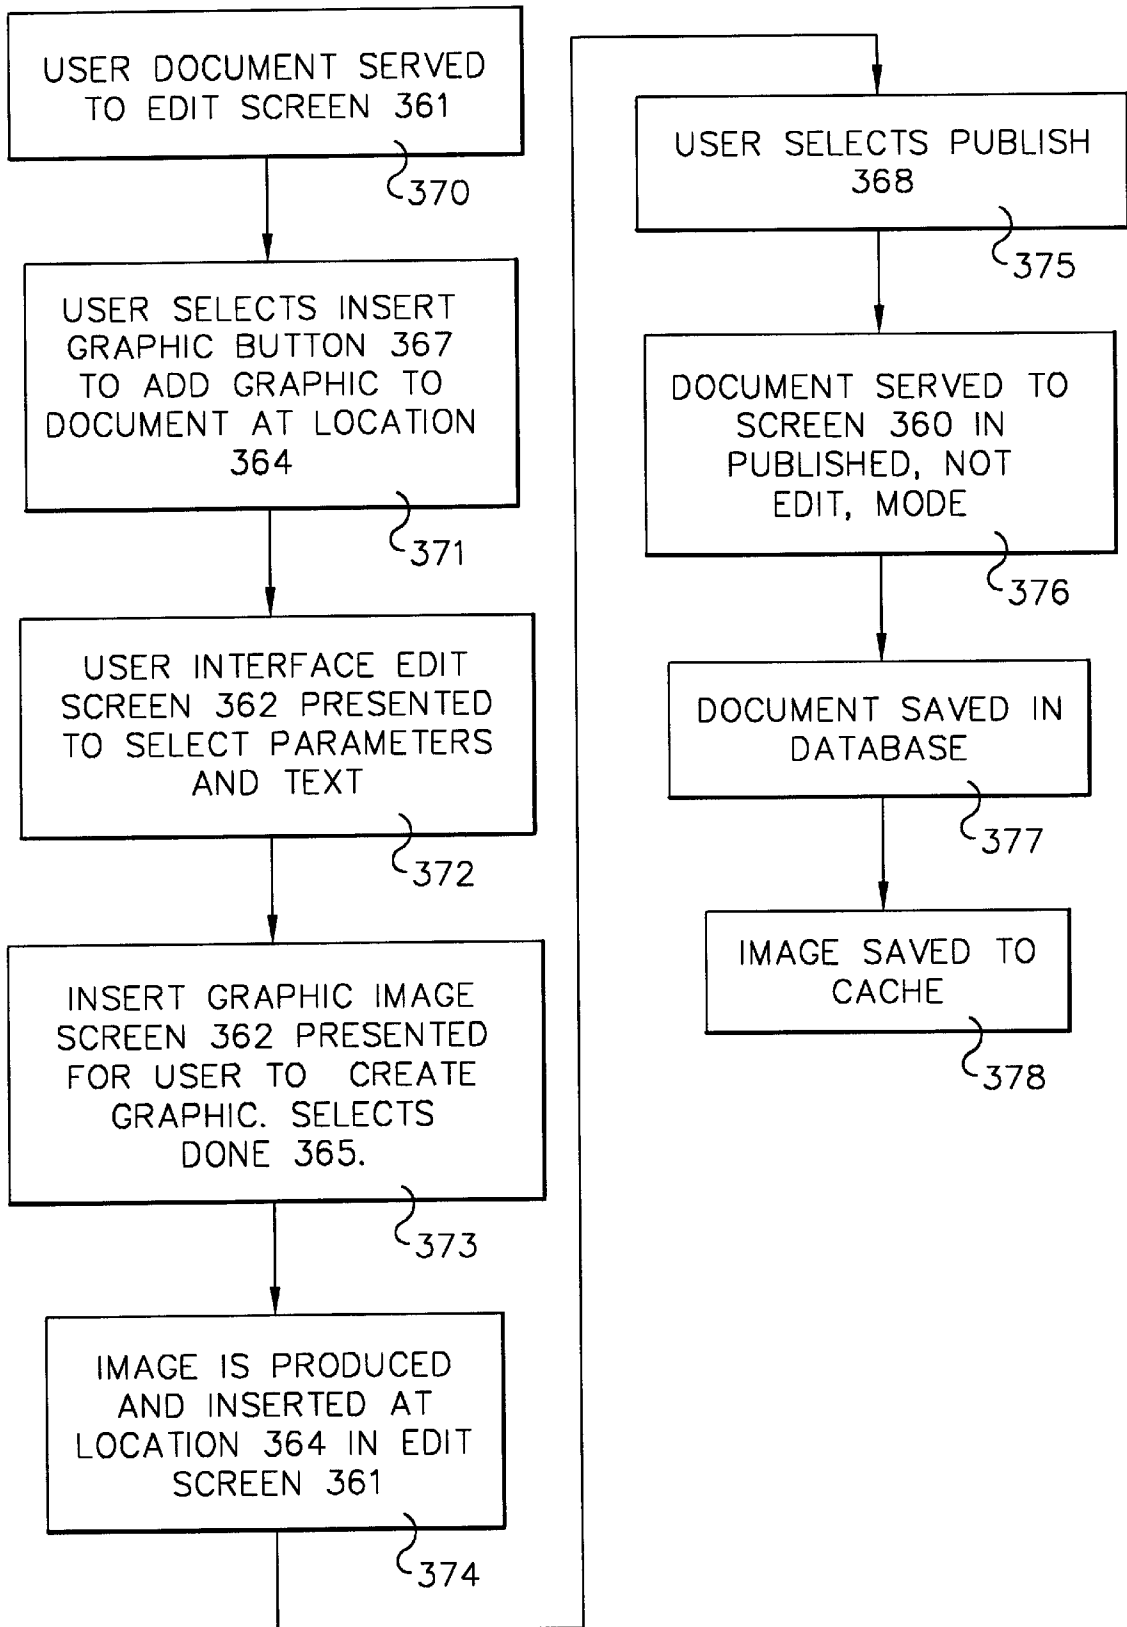 USER DOCUMENT SERVED
TO EDIT SCREEN 361
370
USER SELECTS INSERT
GRAPHIC BUTTON 367
TO ADD GRAPHIC TO
DOCUMENT AT LOCATION
364
371
USER INTERFACE EDIT
SCREEN 362 PRESENTED
TO SELECT PARAMETERS
AND TEXT
372
INSERT GRAPHIC IMAGE
SCREEN 362 PRESENTED
FOR USER TO CREATE
GRAPHIC. SELECTS
DONE 365.
373
IMAGE IS PRODUCED
AND INSERTED AT
LOCATION 364 IN EDIT
SCREEN 361
374
USER SELECTS PUBLISH
368
375
DOCUMENT SERVED TO
SCREEN 360 IN
PUBLISHED, NOT
EDIT, MODE
376
DOCUMENT SAVED IN
DATABASE
377
IMAGE SAVED TO
CACHE
378